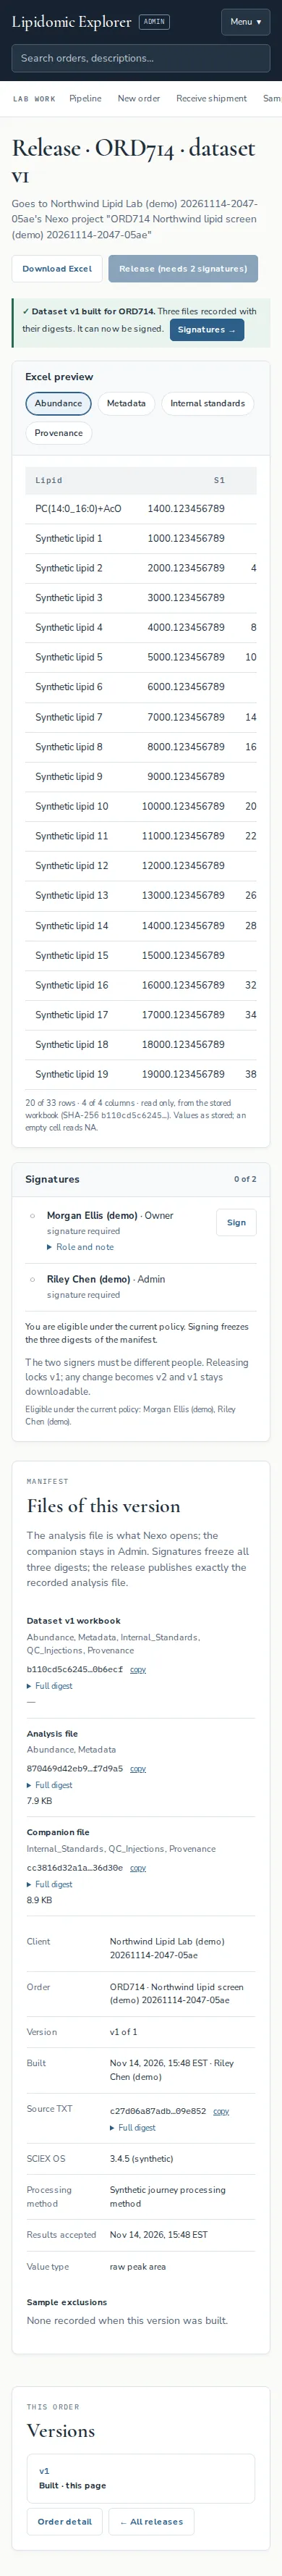 Lipidomic Explorer ADMIN
Menu ▾
Search orders, descriptions...
LAB WORK Pipeline New order Receive shipment Sam
Release · ORD714 · dataset
v1
Goes to Northwind Lipid Lab (demo) 20261114-2047-
05ae's Nexo project "ORD714 Northwind lipid screen
(demo) 20261114-2047-05ae"
Download Excel Release (needs 2 signatures)
✓ Dataset v1 built for ORD714. Three files recorded with
their digests. It can now be signed. Signatures →
Excel preview
Abundance Metadata Internal standards
Provenance
Lipid S1
PC(14:0_16:0)+AcO 1400.123456789
Synthetic lipid 1 1000.123456789
Synthetic lipid 2 2000.123456789 4
Synthetic lipid 3 3000.123456789
Synthetic lipid 4 4000.123456789 8
Synthetic lipid 5 5000.123456789 10
Synthetic lipid 6 6000.123456789
Synthetic lipid 7 7000.123456789 14
Synthetic lipid 8 8000.123456789 16
Synthetic lipid 9 9000.123456789
Synthetic lipid 10 10000.123456789 20
Synthetic lipid 11 11000.123456789 22
Synthetic lipid 12 12000.123456789
Synthetic lipid 13 13000.123456789 26
Synthetic lipid 14 14000.123456789 28
Synthetic lipid 15 15000.123456789
Synthetic lipid 16 16000.123456789 32
Synthetic lipid 17 17000.123456789 34
Synthetic lipid 18 18000.123456789
Synthetic lipid 19 19000.123456789 38
20 of 33 rows · 4 of 4 columns · read only, from the stored
workbook (SHA-256 b110cd5c6245…). Values as stored; an
empty cell reads NA.
Signatures 0 of 2
Morgan Ellis (demo) · Owner
signature required
▶ Role and note
Sign
Riley Chen (demo) · Admin
signature required
You are eligible under the current policy. Signing freezes
the three digests of the manifest.
The two signers must be different people. Releasing
locks v1; any change becomes v2 and v1 stays
downloadable.
Eligible under the current policy: Morgan Ellis (demo), Riley
Chen (demo).
MANIFEST
Files of this version
The analysis file is what Nexo opens; the
companion stays in Admin. Signatures freeze all
three digests; the release publishes exactly the
recorded analysis file.
Dataset v1 workbook
Abundance, Metadata, Internal_Standards,
QC_Injections, Provenance
b110cd5c6245…0b6ecf copy
▶ Full digest
—
Analysis file
Abundance, Metadata
870469d42eb9…f7d9a5 copy
▶ Full digest
7.9 KB
Companion file
Internal_Standards, QC_Injections, Provenance
cc3816d32a1a…36d30e copy
▶ Full digest
8.9 KB
Client Northwind Lipid Lab (demo)
20261114-2047-05ae
Order ORD714 · Northwind lipid screen
(demo) 20261114-2047-05ae
Version v1 of 1
Built Nov 14, 2026, 15:48 EST · Riley
Chen (demo)
Source TXT c27d06a87adb…09e852 copy
▶ Full digest
SCIEX OS 3.4.5 (synthetic)
Processing Synthetic journey processing
method method
Results accepted Nov 14, 2026, 15:48 EST
Value type raw peak area
Sample exclusions
None recorded when this version was built.
THIS ORDER
Versions
v1
Built · this page
Order detail ← All releases